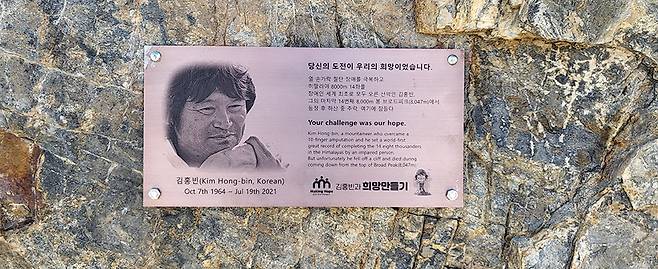 당신의 도전이 우리의 희망이었습니다.
열 손가락 절단 장애를 극복하고
히말라야 8000m 14좌를
장애인 세계 최초로 모두 오른 산악인 김홍빈,
그의 마지막 14번째 8,000m 봉 브로드피크(8,047m)에서
등정 후 하산 중 추락, 여기에 잠들다.
Your challenge was our hope.
Kim Hong-bin, a mountaineer who overcame a
10-finger amputation and he set a world-first
great record of completing the 14 eight thousanders
in the Himalayas by an impaired person.
But unfortunately he fell off a cliff and died during
coming down from the top of Broad Peak(8,047m)
김홍빈(Kim Hong-bin, Korean)
Oct 7th 1964 ~ Jul 19th 2021
Making Hope
김홍빈과 희망만들기